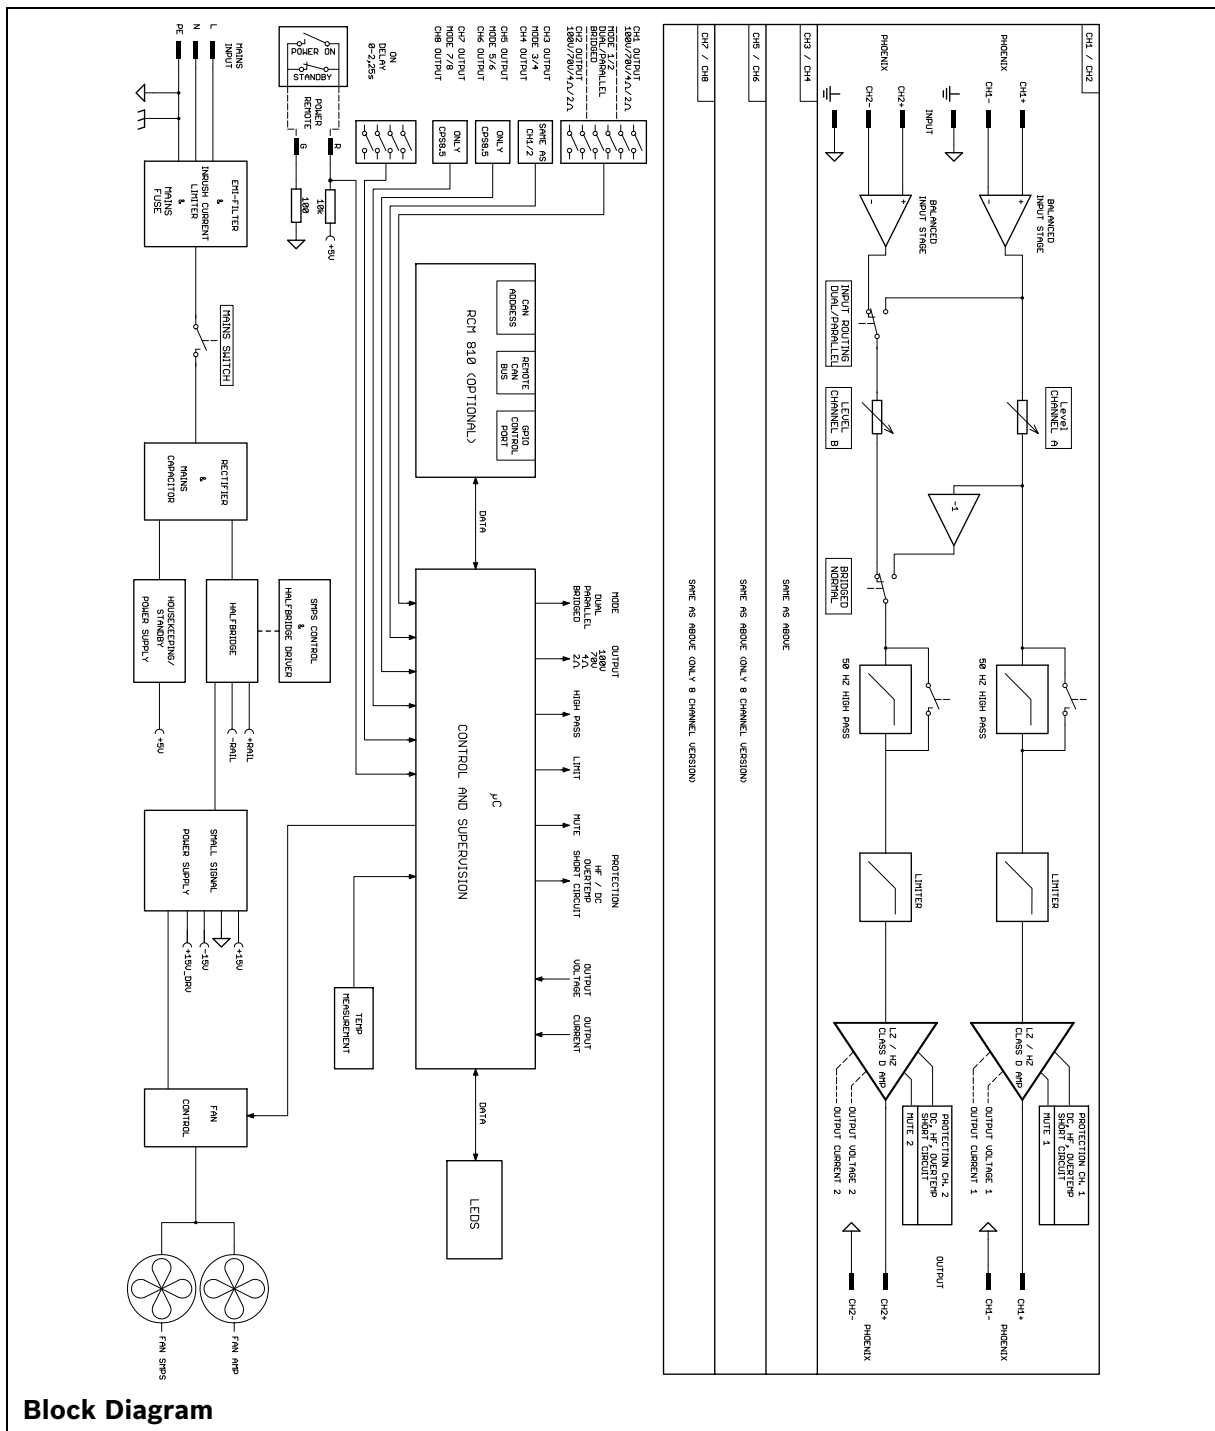 CH1 / CH2
PHOENIX
PHOENIX
CH1+
CH1-
CH2+
CH2-
INPUT
BALANCED
INPUT STAGE
BALANCED
INPUT STAGE
+
-
+
-
INPUT ROUTING
DUAL/PARALLEL
Level
CHANNEL A
LEVEL
CHANNEL B
-1
BRIDGED
NORMAL
50 HZ HIGH PASS
50 HZ HIGH PASS
LIMITER
LIMITER
LZ / HZ
CLASS D AMP
LZ / HZ
CLASS D AMP
PROTECTION CH. 1
DC, HF, OVERTEMP
SHORT CIRCUIT
MUTE 1
OUTPUT VOLTAGE 1
OUTPUT CURRENT 1
PROTECTION CH. 2
DC, HF, OVERTEMP
SHORT CIRCUIT
MUTE 2
OUTPUT VOLTAGE 2
OUTPUT CURRENT 2
OUTPUT
CH1+
CH1-
PHOENIX
CH2+
CH2-
PHOENIX
CH3 / CH4
SAME AS ABOVE
CH5 / CH6
SAME AS ABOVE (ONLY 8 CHANNEL VERSION)
CH7 / CH8
SAME AS ABOVE (ONLY 8 CHANNEL VERSION)
CH1 OUTPUT
100V/70V/4Ω/2Ω
MODE 1/2
DUAL/PARALLEL
BRIDGED
CH2 OUTPUT
100V/70V/4Ω/2Ω
CH3 OUTPUT
MODE 3/4
CH4 OUTPUT
CH5 OUTPUT
MODE 5/6
CH6 OUTPUT
CH7 OUTPUT
MODE 7/8
CH8 OUTPUT
SAME AS
CH1/2
ONLY
CPS8.5
ONLY
CPS8.5
ON
DELAY
0-2,25s
POWER ON
STANDBY
POWER
REMOTE
R
G
10k
100
+5V
CAN
ADDRESS
REMOTE
CAN
BUS
GPIO
CONTROL
PORT
RCM 810 (OPTIONAL)
DATA
MODE
DUAL
PARALLEL
BRIDGED
OUTPUT
100V
70V
4Ω
2Ω
HIGH PASS
LIMIT
MUTE
PROTECTION
HF / DC
OVERTEMP
SHORT CIRCUIT
OUTPUT
VOLTAGE
OUTPUT
CURRENT
µC
CONTROL AND SUPERVISION
TEMP
MEASUREMENT
DATA
LEDS
MAINS
INPUT
L
N
PE
EMI-FILTER
&
INRUSH CURRENT
LIMITER
&
MAINS
FUSE
MAINS SWITCH
RECTIFIER
&
MAINS
CAPACITOR
SMPS CONTROL
&
HALFBRIDGE DRIVER
HALFBRIDGE
HOUSEKEEPING/
STANDBY
POWER SUPPLY
+RAIL
-RAIL
+5V
SMALL SIGNAL
POWER SUPPLY
+15V
-15V
+15V_DRV
FAN
CONTROL
FAN AMP
FAN SMPS
Block Diagram